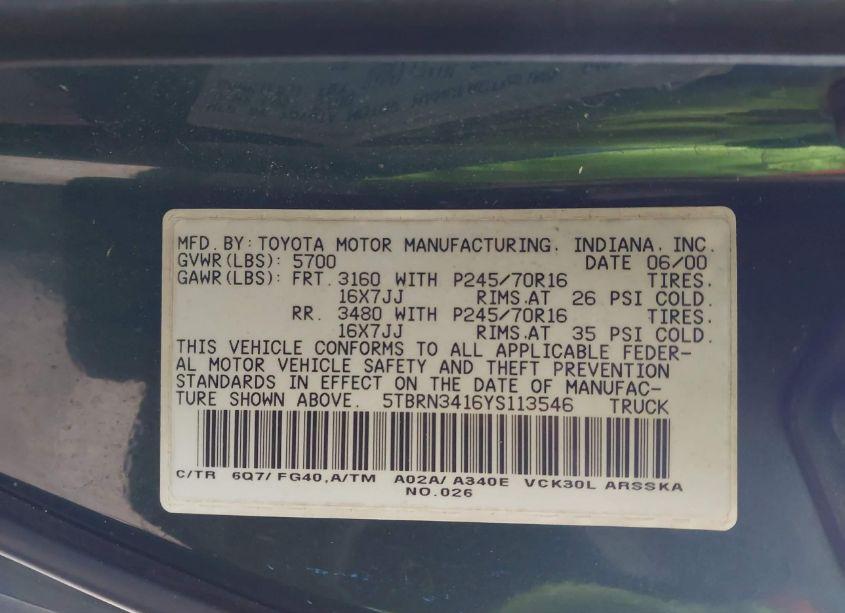 MFD. BY: TOYOTA MOTOR MANUFACTURING, INDIANA, INC.
GVWR(LBS): 5700 DATE 06/00
GAWR(LBS): FRT. 3160 WITH P245/70R16 TIRES.
16X7JJ RIMS.AT 26 PSI COLD.
RR. 3480 WITH P245/70R16 TIRES.
16X7JJ RIMS.AT 35 PSI COLD.
THIS VEHICLE CONFORMS TO ALL APPLICABLE FEDER-
AL MOTOR VEHICLE SAFETY AND THEFT PREVENTION
STANDARDS IN EFFECT ON THE DATE OF MANUFAC-
TURE SHOWN ABOVE. 5TBRN3416YS113546 TRUCK
C/TR 6Q7/ FG40,A/TM A02A/ A340E VCK30L ARSSKA
NO.026